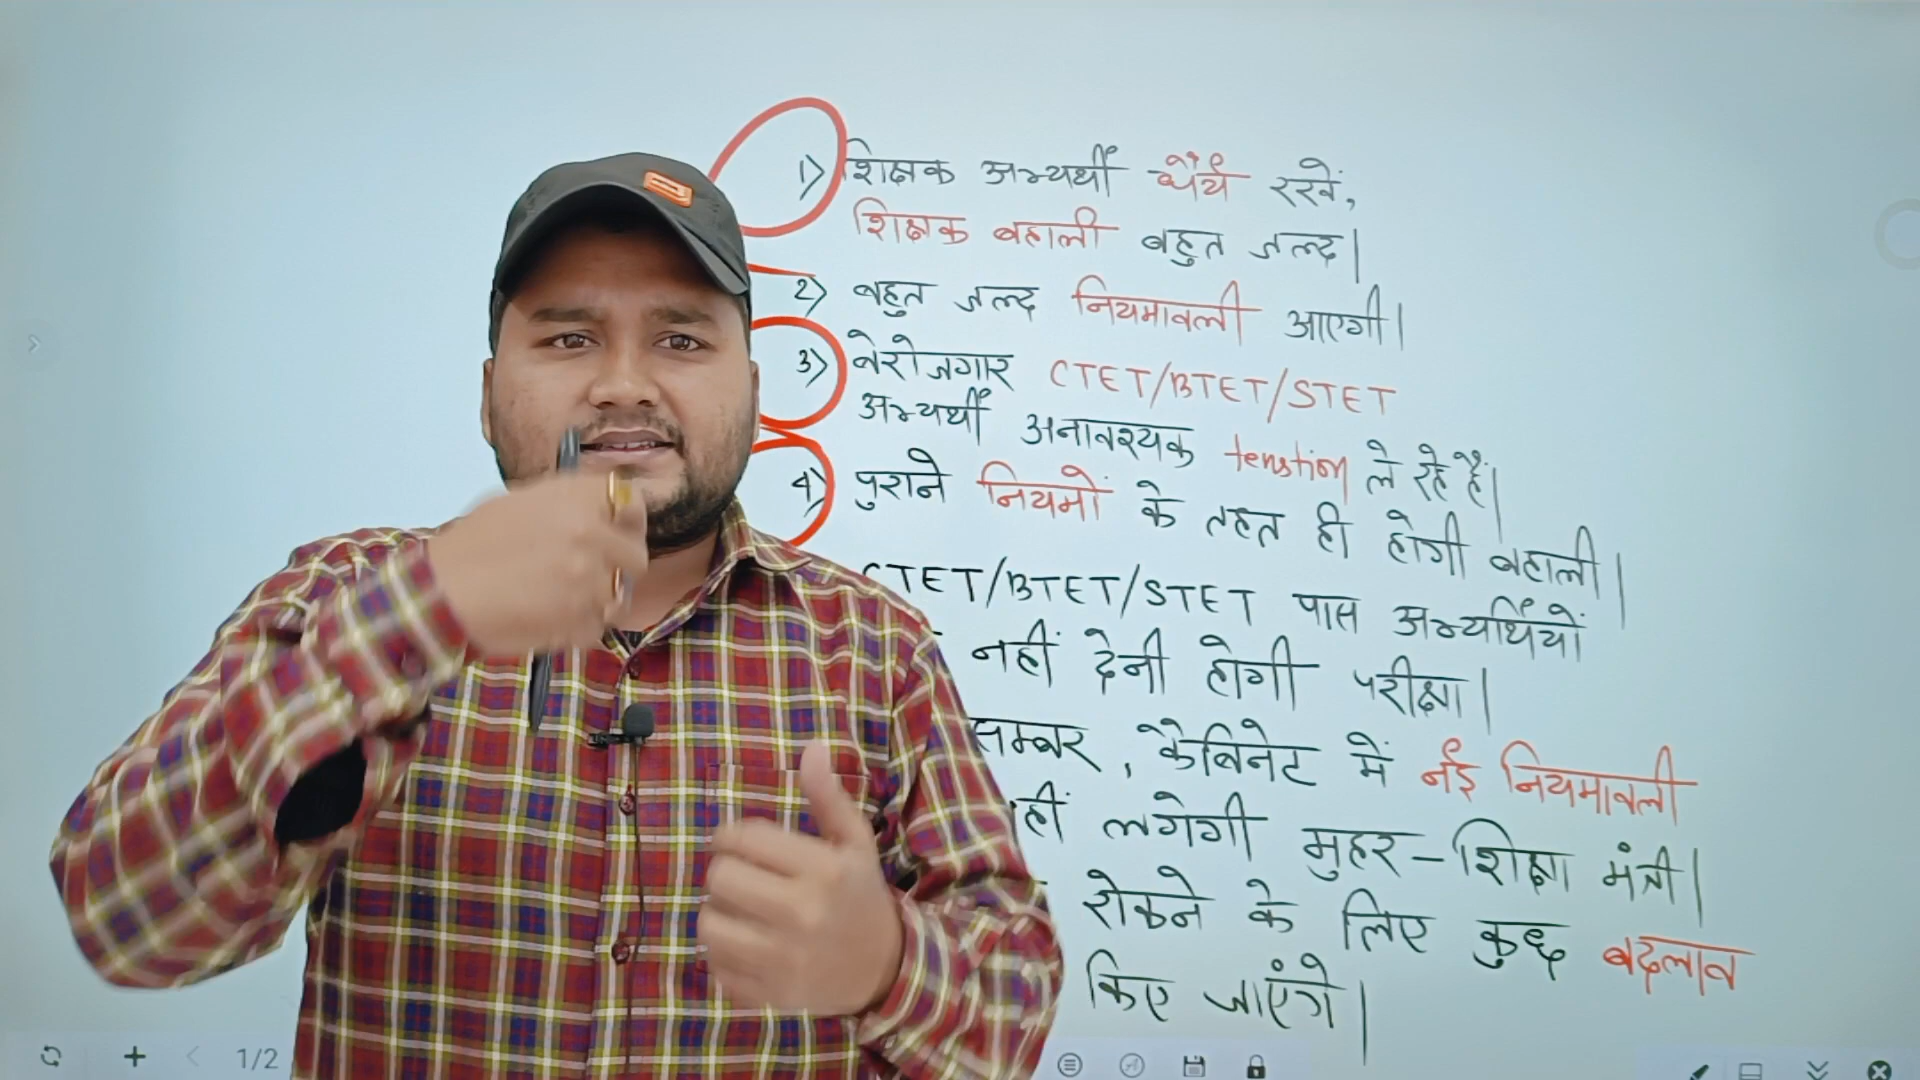 1) शिक्षक अभ्यर्थी धैर्य रखें,
शिक्षक बहाली बहुत जल्द।
2) बहुत जल्द नियमावली आएगी।
3) बेरोजगार CTET/BTET/STET
अभ्यर्थी अनावश्यक tenstion ले रहे हैं।
4) पुराने नियमों के तहत ही होगी बहाली।
CTET/BTET/STET पास अभ्यर्थियों
नहीं देनी होगी परीक्षा।
सम्बर, कैबिनेट में नई नियमावली
हीं लगेगी मुहर-शिक्षा मंत्री।
रोकने के लिए कुछ बदलाव
किए जाएंगे।
1/2